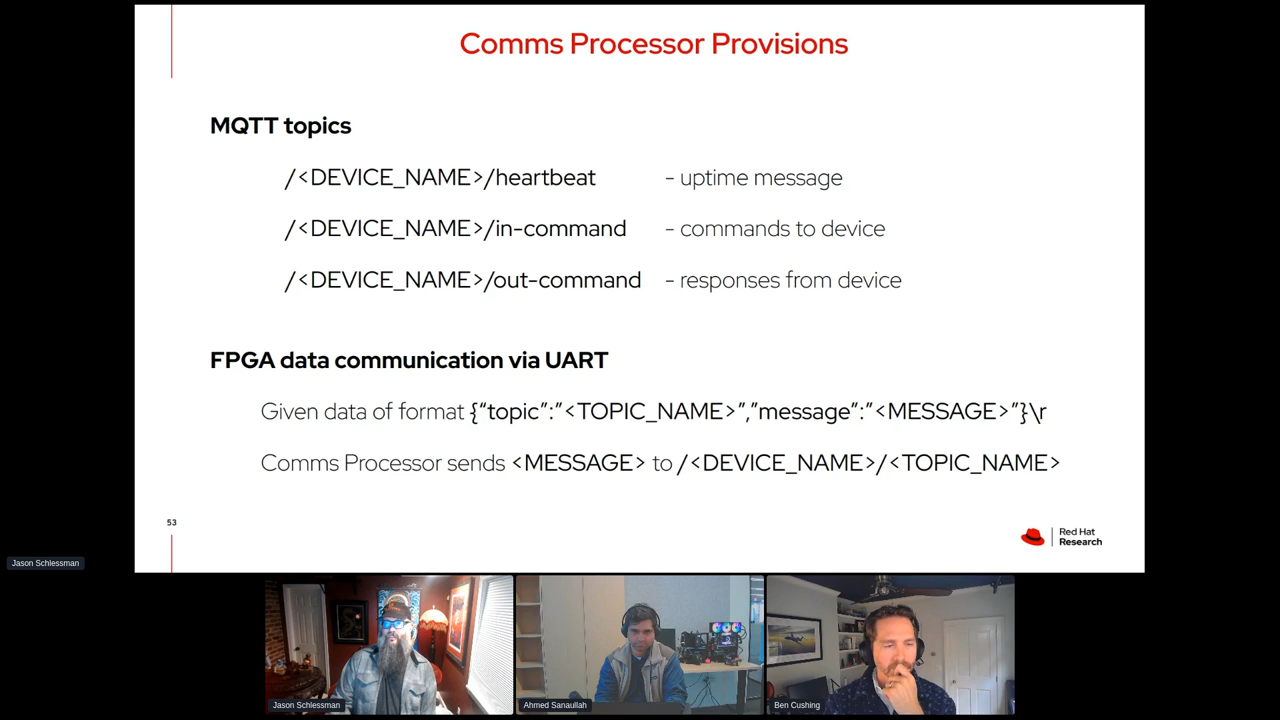 Comms Processor Provisions
MQTT topics
/<DEVICE_NAME>/heartbeat - uptime message
/<DEVICE_NAME>/in-command - commands to device
/<DEVICE_NAME>/out-command - responses from device
FPGA data communication via UART
Given data of format {“topic”:”<TOPIC_NAME>”,”message”:”<MESSAGE>”}\r
Comms Processor sends <MESSAGE> to /<DEVICE_NAME>/<TOPIC_NAME>
53
Red Hat
Research
Jason Schlessman
Jason Schlessman
Ahmed Sanaullah
Ben Cushing